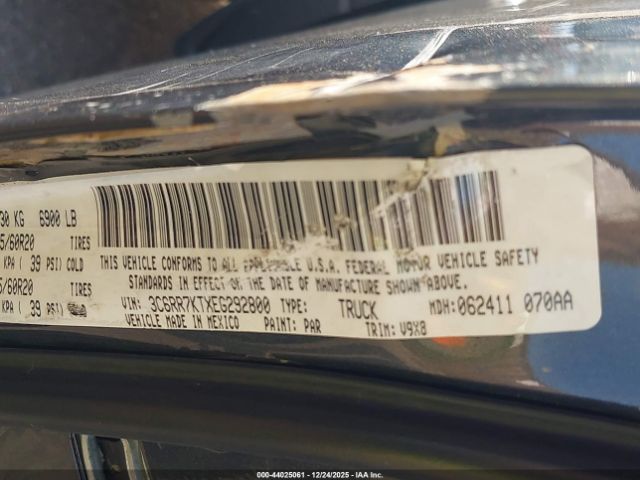 30 KG 6900 LB
5/60R20 TIRES
KPA ( 39 PSI) COLD
5/60R20 TIRES
KPA ( 39 PSI)
THIS VEHICLE CONFORMS TO ALL APPLICABLE U.S.A. FEDERAL MOTOR VEHICLE SAFETY
STANDARDS IN EFFECT ON THE DATE OF MANUFACTURE SHOWN ABOVE.
VIN: 3C6RR7KTXEG292800 TYPE: TRUCK MDH: 062411 070AA
VEHICLE MADE IN MEXICO PAINT: PAR TRIM: V9X8
000-44025061 - 12/24/2025 - IAA Inc.